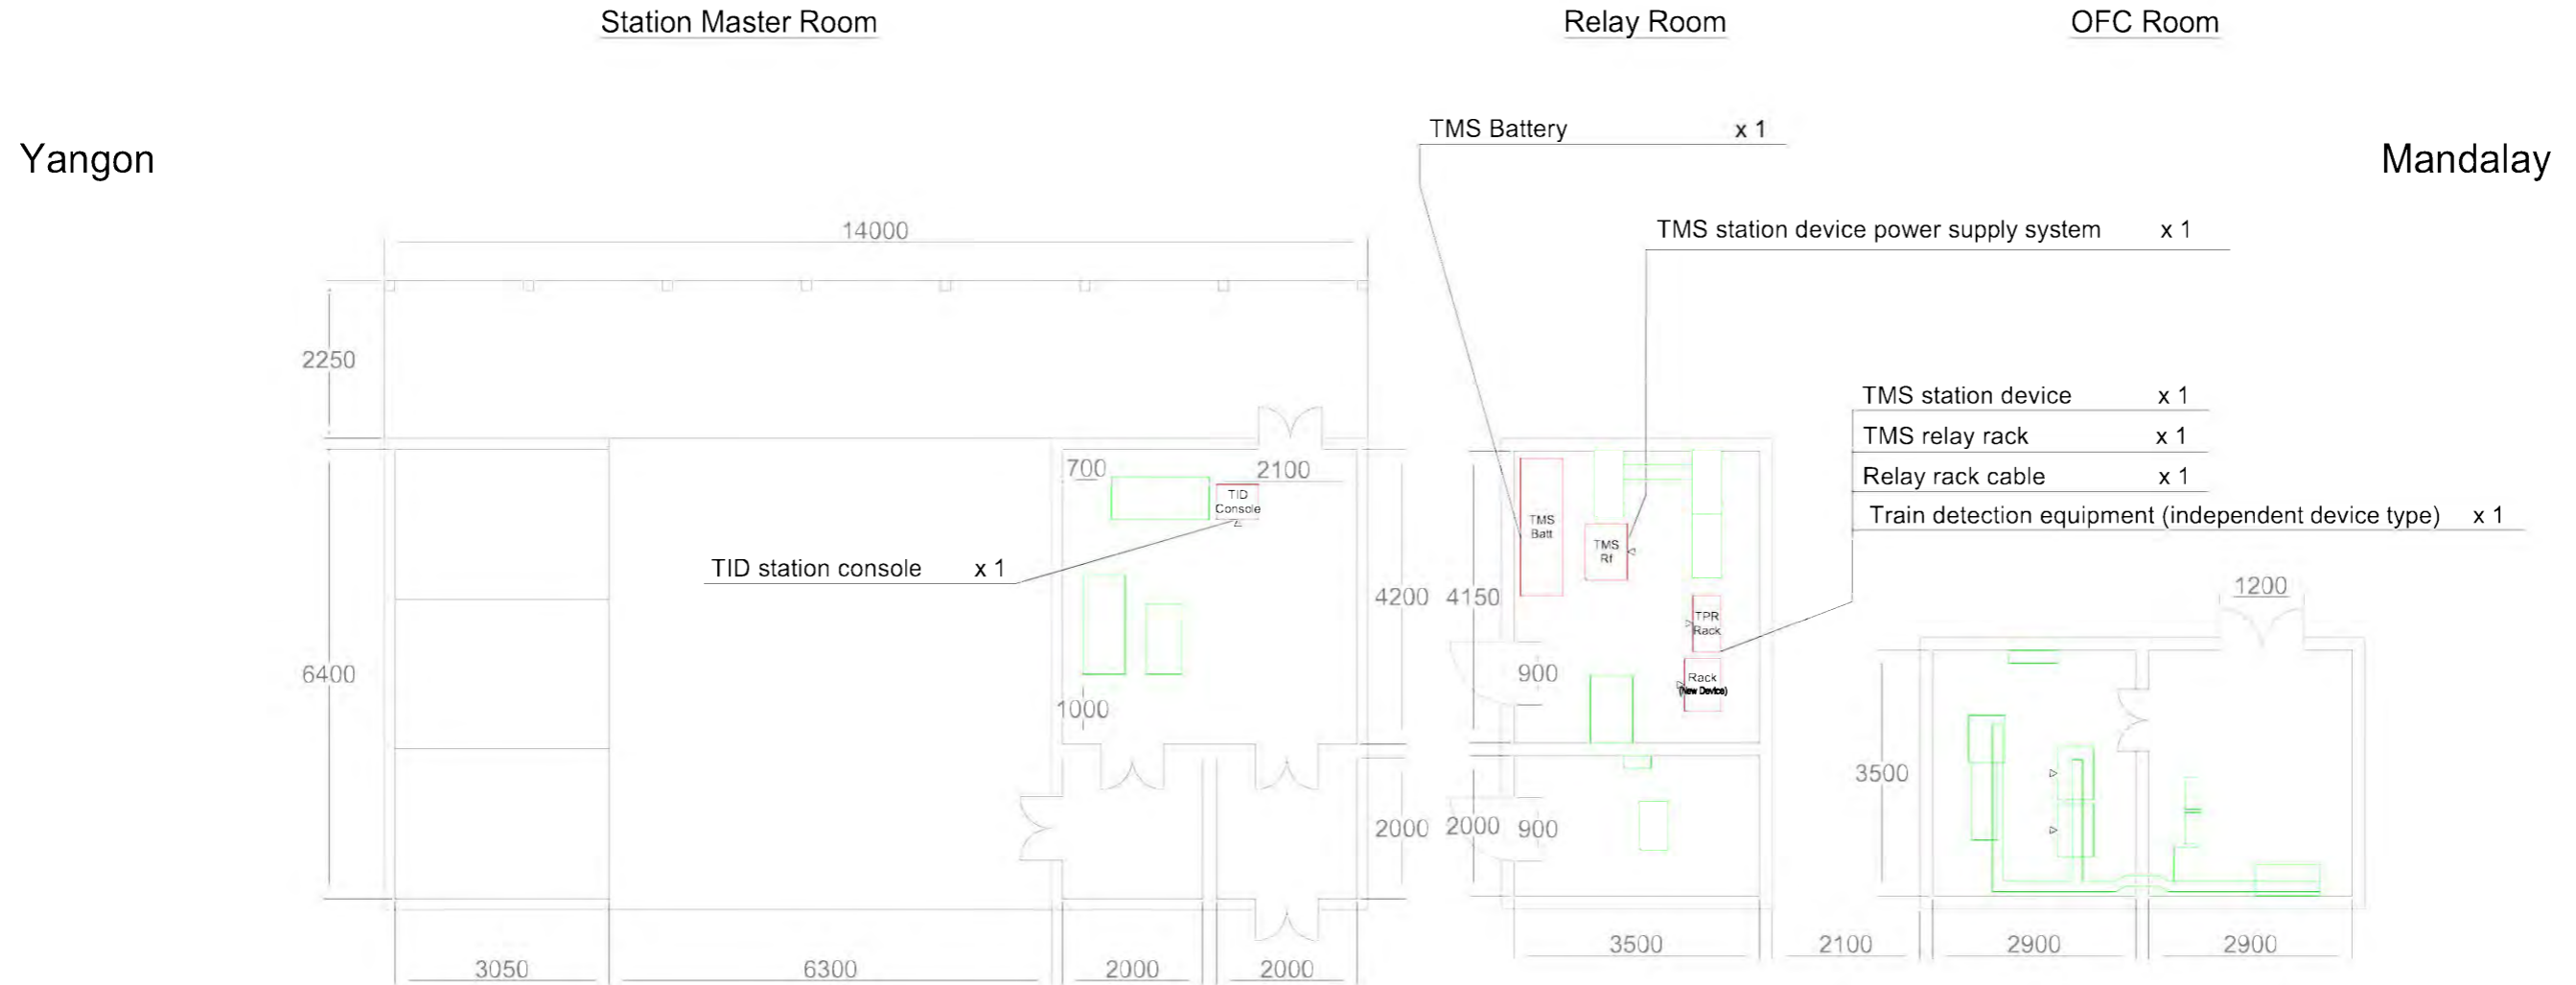 Station Master Room
Relay Room
OFC Room
Yangon
Mandalay
TMS Battery x 1
TMS station device power supply system x 1
14000
2250
TMS station device x 1
TMS relay rack x 1
Relay rack cable x 1
Train detection equipment (independent device type) x 1
700
2100
TID
Console
TID station console x 1
TMS
Batt
TMS
Rf
4200
4150
1200
TPR
Rack
6400
900
Rack
(New Device)
1000
3500
2000
2000
900
3500
2100
2900
2900
3050
6300
2000
2000